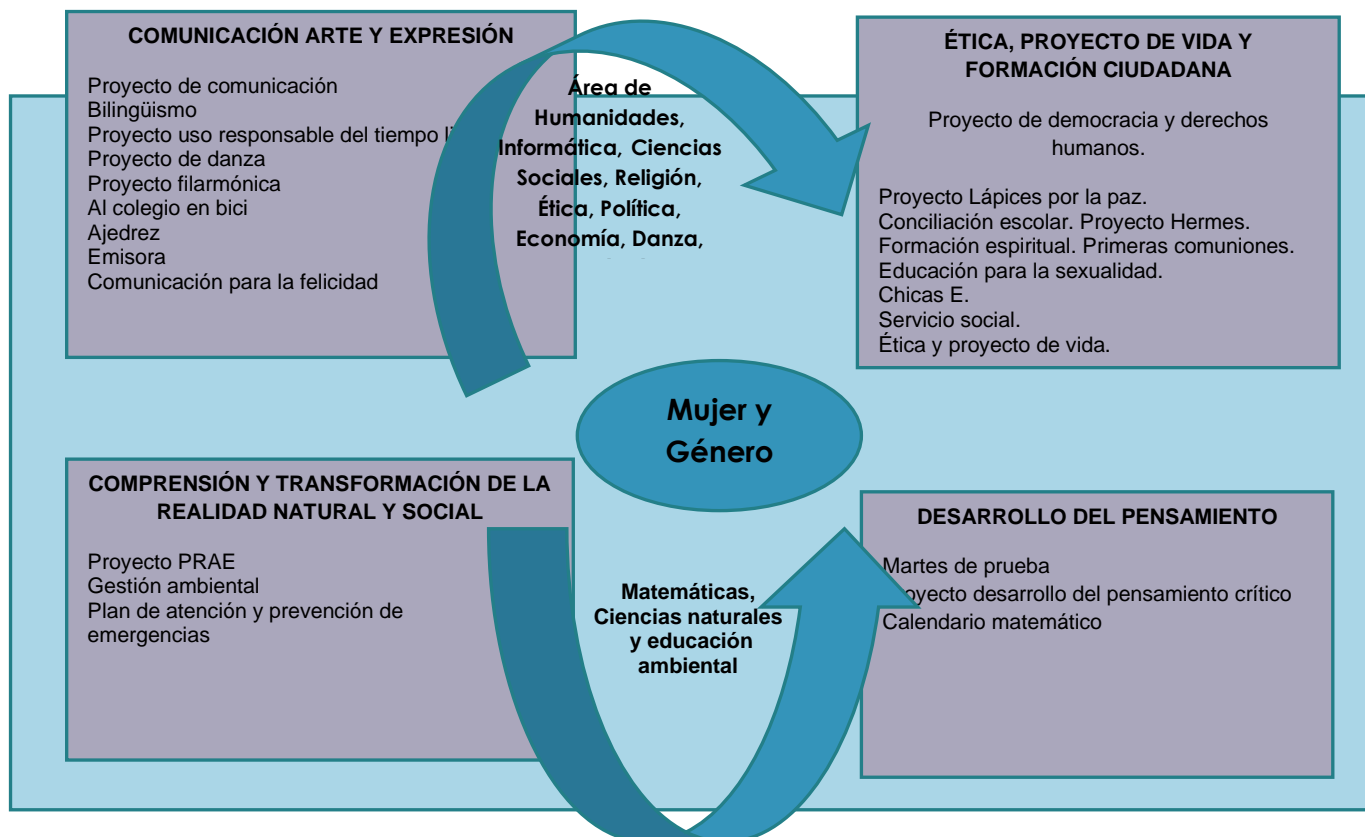 COMUNICACIÓN ARTE Y EXPRESIÓN
Proyecto de comunicación
Bilingüismo
Proyecto uso responsable del tiempo
Proyecto de danza
Proyecto filarmónica
Al colegio en bici
Ajedrez
Emisora
Comunicación para la felicidad
Área de
Humanidades,
Informática, Ciencias
Sociales, Religión,
Ética, Política,
Economía, Danza,
ÉTICA, PROYECTO DE VIDA Y
FORMACIÓN CIUDADANA
Proyecto de democracia y derechos
humanos.
Proyecto Lápices por la paz.
Conciliación escolar. Proyecto Hermes.
Formación espiritual. Primeras comuniones.
Educación para la sexualidad.
Chicas E.
Servicio social.
Ética y proyecto de vida.
Mujer y
Género
COMPRENSIÓN Y TRANSFORMACIÓN DE LA
REALIDAD NATURAL Y SOCIAL
Proyecto PRAE
Gestión ambiental
Plan de atención y prevención de
emergencias
Matemáticas,
Ciencias naturales
y educación
ambiental
DESARROLLO DEL PENSAMIENTO
Martes de prueba
Proyecto desarrollo del pensamiento crítico
Calendario matemático